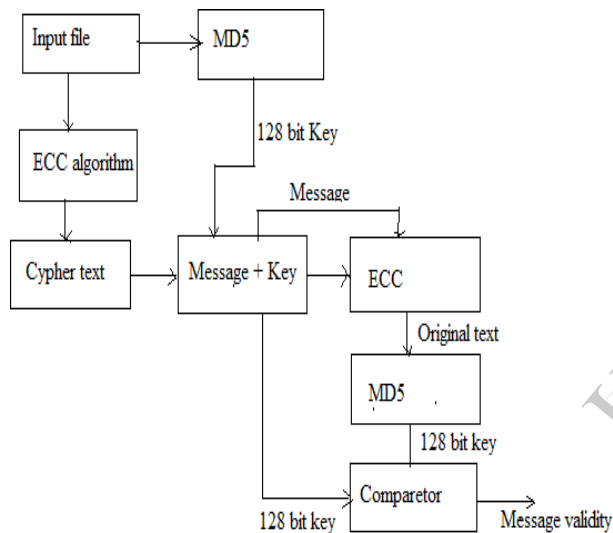 Input file
MD5
128 bit Key
ECC algorithm
Message
Cypher text
Message + Key
ECC
Original text
MD5
128 bit key
Comparetor
128 bit key
Message validity